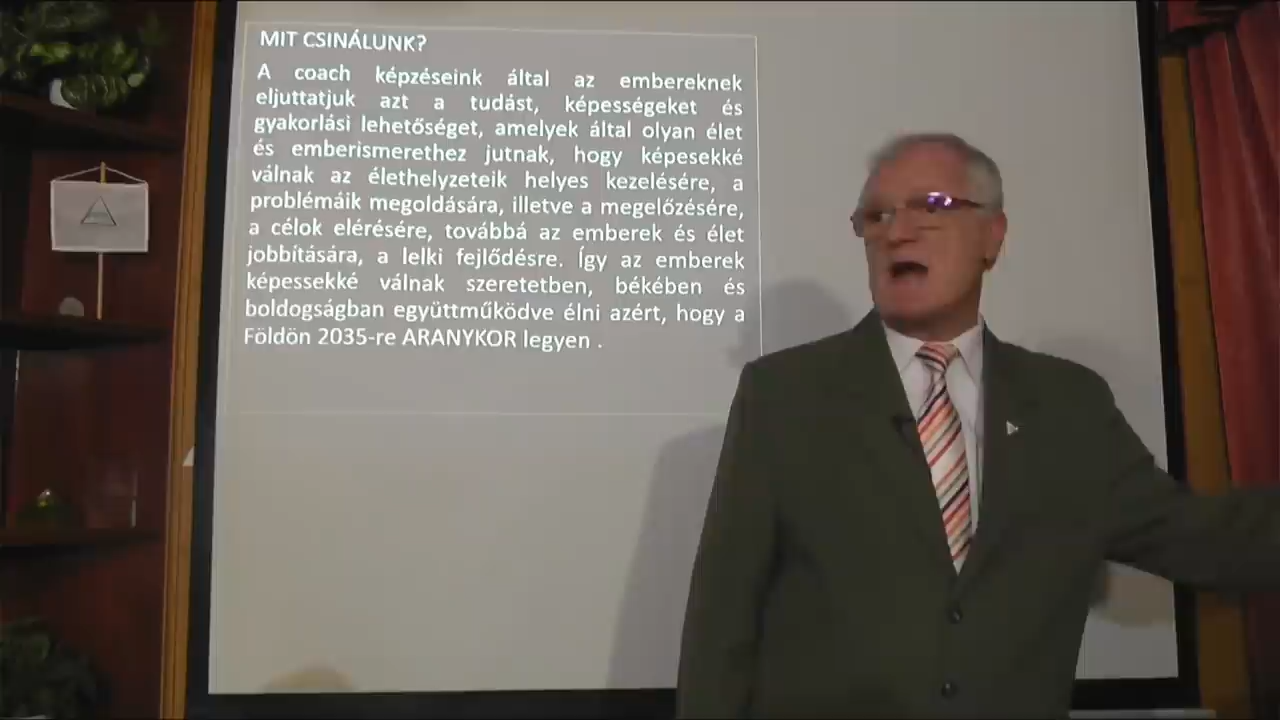 MIT CSINÁLUNK?
A coach képzéseink által az embereknek
eljuttatjuk azt a tudást, képességeket és
gyakorlási lehetőséget, amelyek által olyan élet
és emberismerethez jutnak, hogy képesekké
válnak az élethelyzeteik helyes kezelésére, a
problémáik megoldására, illetve a megelőzésére,
a célok elérésére, továbbá az emberek és élet
jobbítására, a lelki fejlődésre. Így az emberek
képessekké válnak szeretetben, békében és
boldogságban együttműködve élni azért, hogy a
Földön 2035-re ARANYKOR legyen .